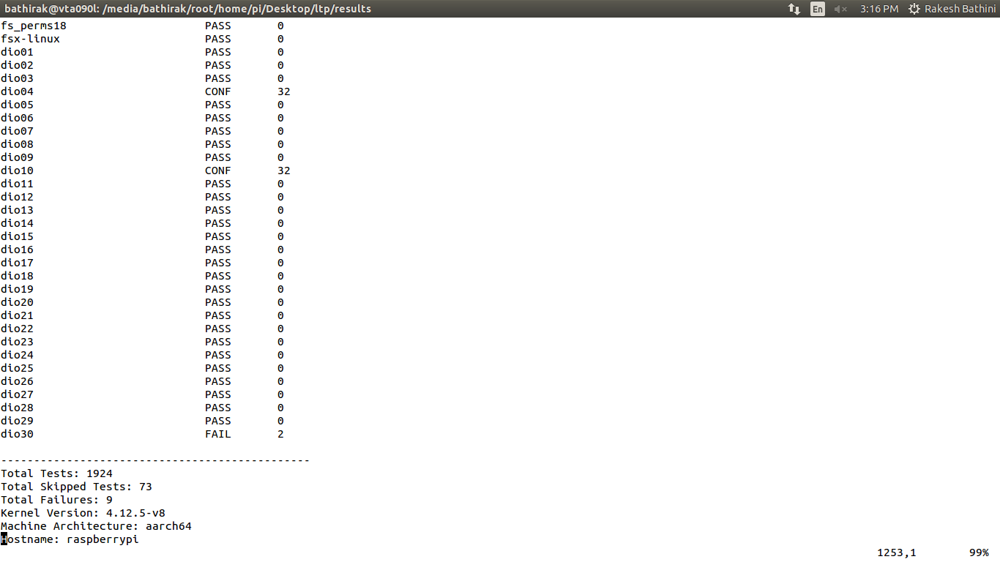 bathirak@vta090l: /media/bathirak/root/home/pi/Desktop/ltp/results En 3:16 PM Rakesh Bathini
fs_perms18 PASS 0
fsx-linux PASS 0
dio01 PASS 0
dio02 PASS 0
dio03 PASS 0
dio04 CONF 32
dio05 PASS 0
dio06 PASS 0
dio07 PASS 0
dio08 PASS 0
dio09 PASS 0
dio10 CONF 32
dio11 PASS 0
dio12 PASS 0
dio13 PASS 0
dio14 PASS 0
dio15 PASS 0
dio16 PASS 0
dio17 PASS 0
dio18 PASS 0
dio19 PASS 0
dio20 PASS 0
dio21 PASS 0
dio22 PASS 0
dio23 PASS 0
dio24 PASS 0
dio25 PASS 0
dio26 PASS 0
dio27 PASS 0
dio28 PASS 0
dio29 PASS 0
dio30 FAIL 2
-----------------------------------------------
Total Tests: 1924
Total Skipped Tests: 73
Total Failures: 9
Kernel Version: 4.12.5-v8
Machine Architecture: aarch64
Hostname: raspberrypi
1253,1 99%